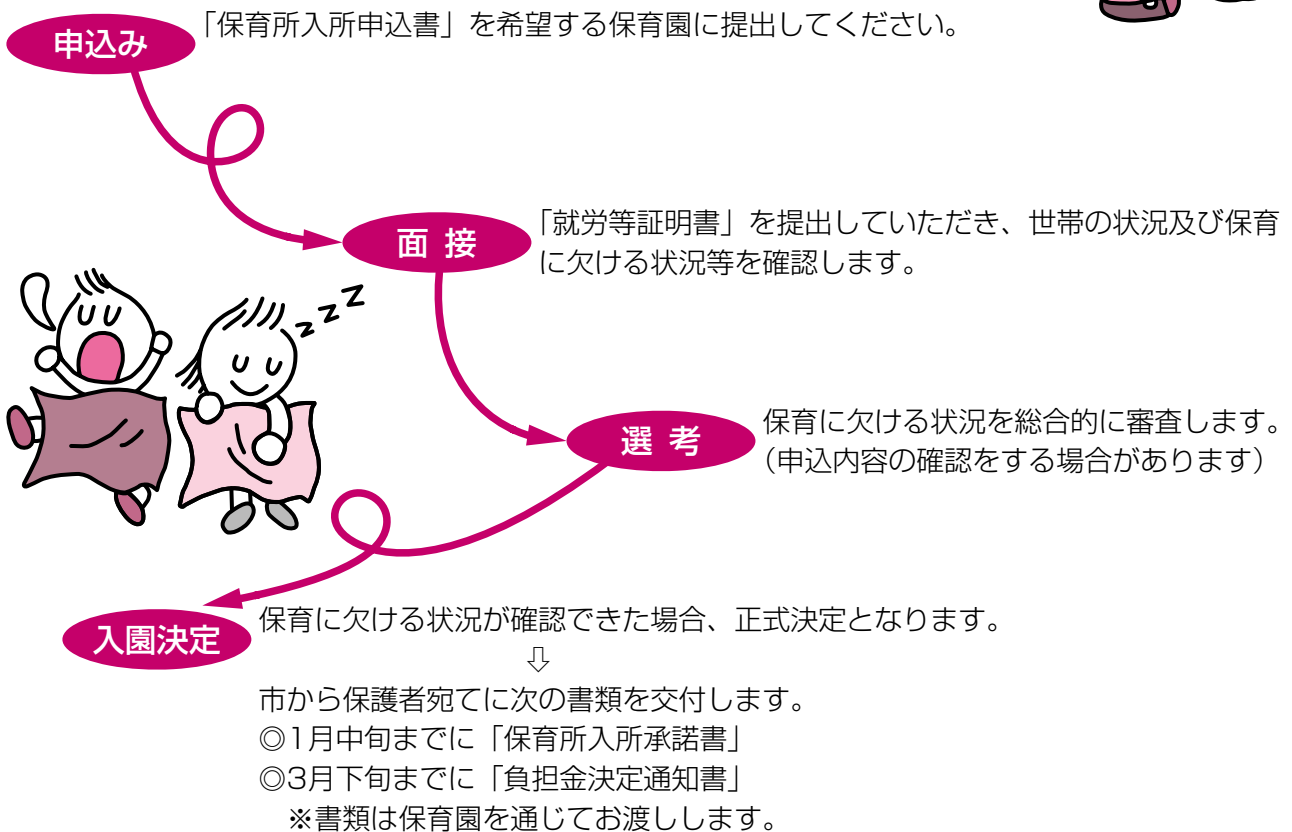 申込み
「保育所入所申込書」を希望する保育園に提出してください。
面 接
「就労等証明書」を提出していただき、世帯の状況及び保育
に欠ける状況等を確認します。
zzz
選 考
保育に欠ける状況を総合的に審査します。
（申込内容の確認をする場合があります）
入園決定
保育に欠ける状況が確認できた場合、正式決定となります。
⇩
市から保護者宛てに次の書類を交付します。
◎1月中旬までに「保育所入所承諾書」
◎3月下旬までに「負担金決定通知書」
※書類は保育園を通じてお渡しします。